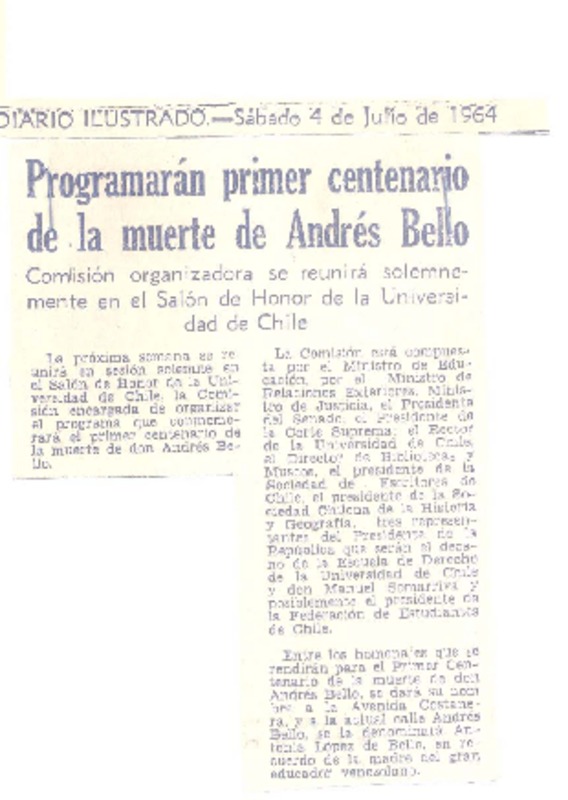 DIARIO ILUSTRADO.—Sábado 4 de Julio de 1964
Programarán primer centenario
de la muerte de Andrés Bello
Comisión organizadora se reunirá solemne-
mente en el Salón de Honor de la Universi-
dad de Chile
La próxima semana se re-
unirá en sesión solemne en
el Salón de Honor de la Uni-
versidad de Chile, la Comi-
sión encargada de organizar
el programa que conmemo-
rará el primer centenario de
la muerte de don Andrés Be-
llo.
La Comisión está compues-
ta por el Ministro de Edu-
cación, por el Ministro de
Relaciones Exteriores, Minis-
tro de Justicia, el Presidente
del Senado, el Presidente de
la Corte Suprema; el Rector
de la Universidad de Chile,
el Director de Bibliotecas y
Museos, el presidente de la
Sociedad de Escritores de
Chile, el presidente de la So-
ciedad Chilena de la Historia
y Geografía, tres represen-
tantes del Presidente de la
República que serán el deca-
no de la Escuela de Derecho
de la Universidad de Chile
y don Manuel Somarriva y
posiblemente el presidente de
la Federación de Estudiantes
de Chile.
Entre los homenajes que se
rendirán para el Primer Cen-
tenario de la muerte de don
Andrés Bello, se dará su nom
bre a la Avenida Costane-
ra, y a la actual calle Andrés
Bello, se la denominará An-
tonia López de Bello, en re-
cuerdo de la madre del gran
educador venezolano.